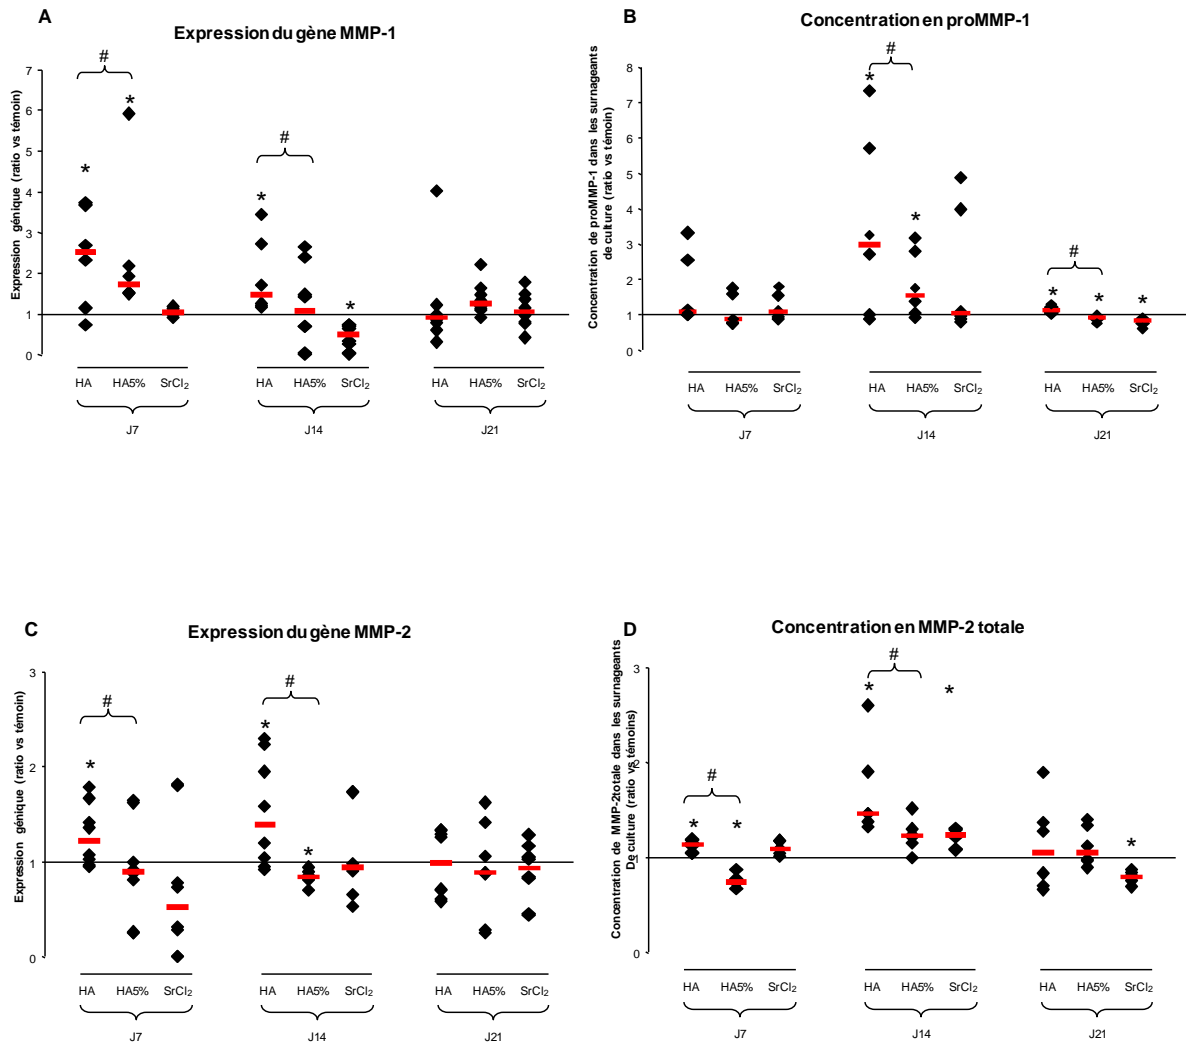 A
Expression du gène MMP-1
Expression génique (ratio vs témoin)
7
6
5
4
3
2
1
0
#
*
*
#
*
*
HA HA5% SrCl₂
HA HA5% SrCl₂
HA HA5% SrCl₂
J7
J14
J21
B
Concentration en proMMP-1
Concentration de proMMP-1 dans les surnageants
de culture (ratio vs témoin)
8
7
6
5
4
3
2
1
0
#
*
*
#
*
*
*
HA HA5% SrCl₂
HA HA5% SrCl₂
HA HA5% SrCl₂
J7
J14
J21
C
Expression du gène MMP-2
Expression génique (ratio vs témoin)
3
2
1
0
#
*
#
*
*
HA HA5% SrCl₂
HA HA5% SrCl₂
HA HA5% SrCl₂
J7
J14
J21
D
Concentration en MMP-2 totale
Concentration de MMP-2totale dans les surnageants
De culture (ratio vs témoins)
3
2
1
0
#
*
*
#
*
*
*
HA HA5% SrCl₂
HA HA5% SrCl₂
HA HA5% SrCl₂
J7
J14
J21